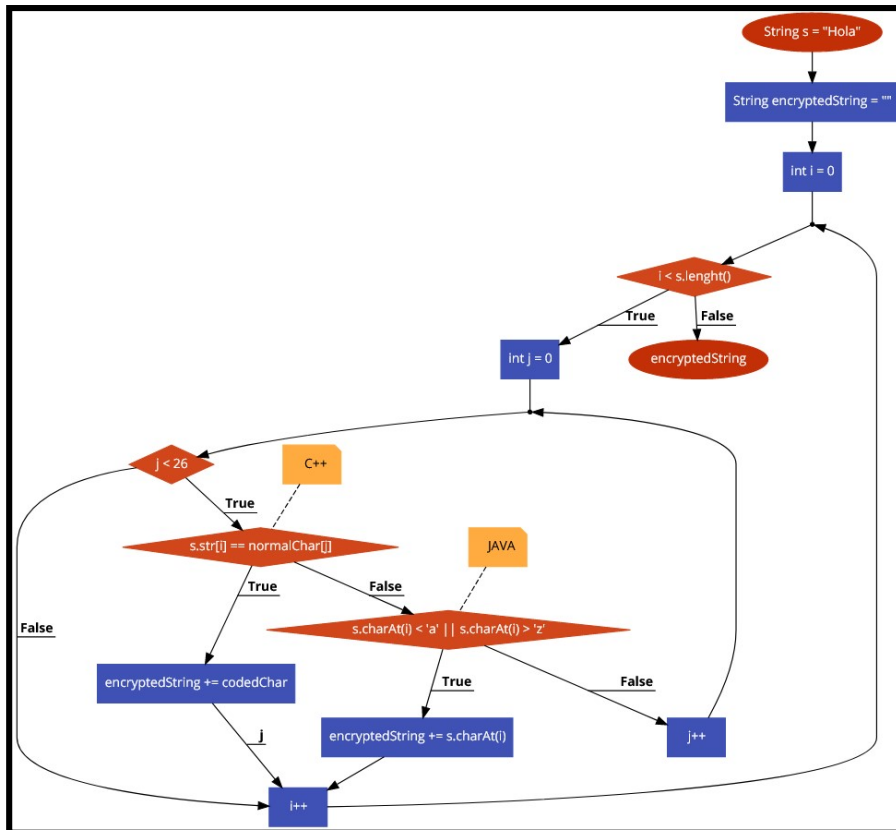 String s = "Hola"
String encryptedString = ""
int i = 0
i < s.lenght()
True
False
int j = 0
encryptedString
j < 26
C++
True
s.str[i] == normalChar[j]
JAVA
True
False
s.charAt(i) < 'a' || s.charAt(i) > 'z'
False
encryptedString += codedChar
True
False
j
encryptedString += s.charAt(i)
j++
i++